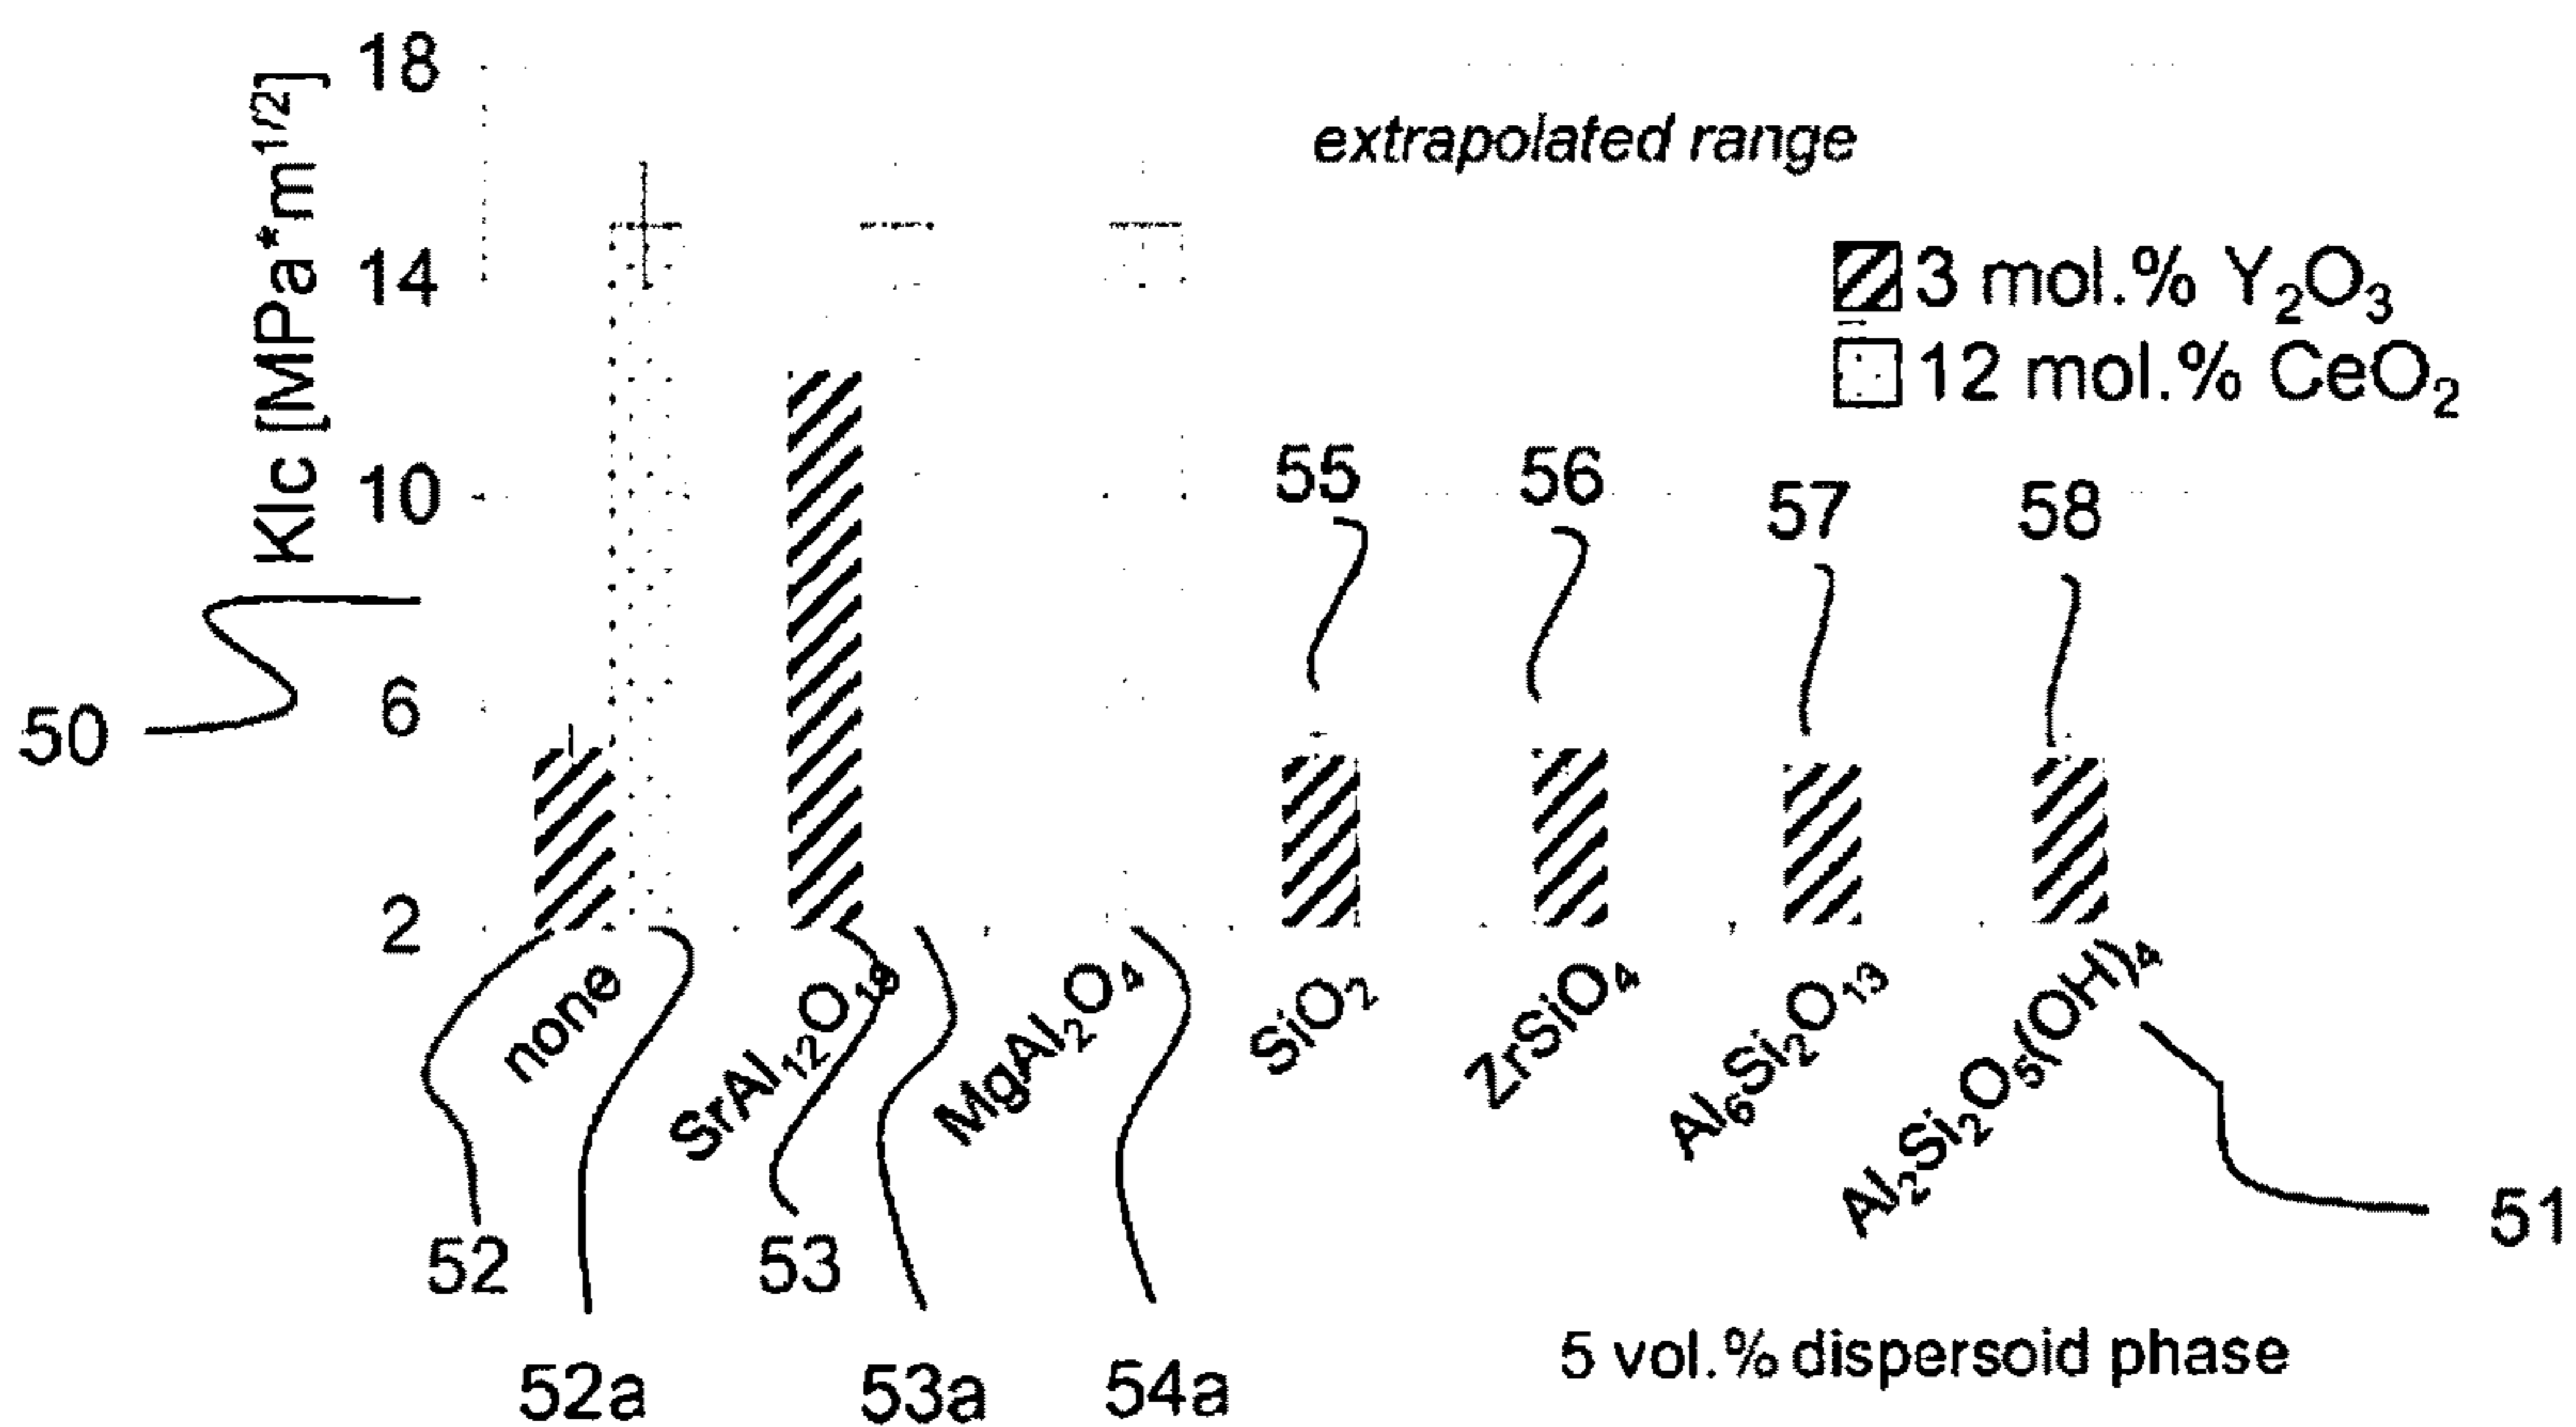 KIc [MPa*m^1/2]
18
14
10
6
2
extrapolated range
3 mol.% Y₂O₃
12 mol.% CeO₂
50
55
56
57
58
none
SrAl₁₂O₁₉
MgAl₂O₄
SiO₂
ZrSiO₄
Al₆Si₂O₁₃
Al₂Si₂O₅(OH)₄
51
52
53
52a
53a
54a
5 vol.% dispersoid phase